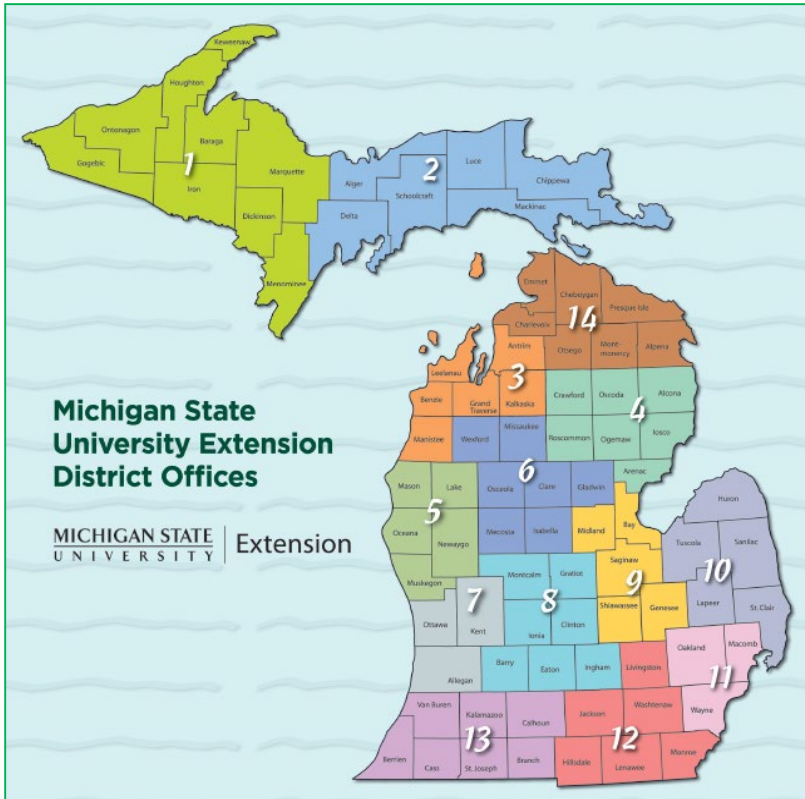 Keweenaw
Houghton
Ontonagon
Baraga
Gogebic
1
Marquette
Iron
Dickinson
Menominee
Alger
2
Luce
Schoolcraft
Chippewa
Delta
Mackinac
Emmet
Cheboygan
Presque Isle
Charlevoix
14
Otsego
Mont-
morency
Alpena
Antrim
Leelanau
3
Benzie
Grand
Traverse
Kalkaska
Manistee
Crawford
Oscoda
Alcona
4
Roscommon
Ogemaw
Iosco
Arenac
Michigan State
University Extension
District Offices
MICHIGAN STATE
UNIVERSITY
Extension
Wexford
Missaukee
6
Osceola
Clare
Gladwin
Mecosta
Isabella
Mason
Lake
5
Oceana
Newaygo
Muskegon
Midland
Bay
Saginaw
9
Shiawassee
Genesee
Huron
Tuscola
Sanilac
10
Lapeer
St. Clair
7
Ottawa
Kent
Allegan
Montcalm
Gratiot
8
Ionia
Clinton
Barry
Eaton
Ingham
Livingston
Oakland
Macomb
11
Wayne
Van Buren
Kalamazoo
Calhoun
13
Berrien
Cass
St. Joseph
Branch
Jackson
Washtenaw
12
Hillsdale
Lenawee
Monroe